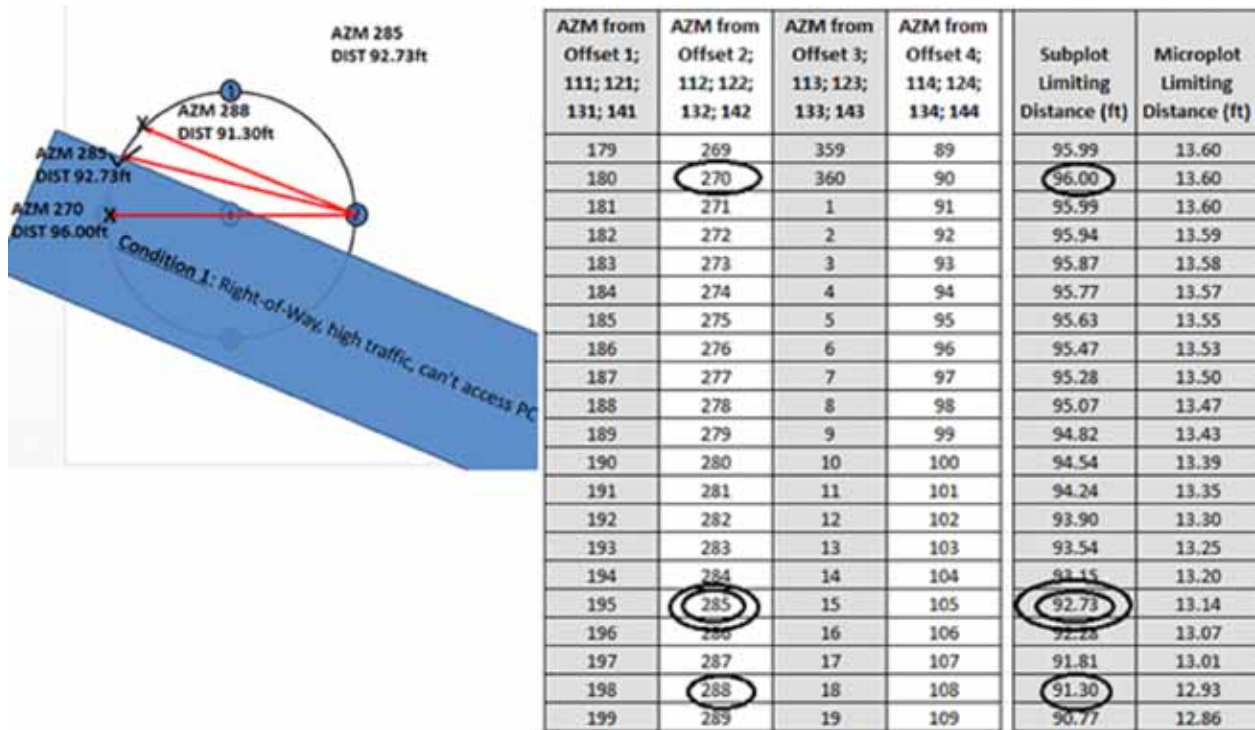 AZM 285
DIST 92.73ft
1
AZM 288
DIST 91.30ft
X
AZM 285
DIST 92.73ft
AZM 270
DIST 96.00ft
X
2
Condition 1: Right-of-Way, high traffic, can't access PC
AZM from Offset 1; 111; 121; 131; 141 AZM from Offset 2; 112; 122; 132; 142 AZM from Offset 3; 113; 123; 133; 143 AZM from Offset 4; 114; 124; 134; 144 Subplot Limiting Distance (ft) Microplot Limiting Distance (ft)
179 269 359 89 95.99 13.60
180 270 360 90 96.00 13.60
181 271 1 91 95.99 13.60
182 272 2 92 95.94 13.59
183 273 3 93 95.87 13.58
184 274 4 94 95.77 13.57
185 275 5 95 95.63 13.55
186 276 6 96 95.47 13.53
187 277 7 97 95.28 13.50
188 278 8 98 95.07 13.47
189 279 9 99 94.82 13.43
190 280 10 100 94.54 13.39
191 281 11 101 94.24 13.35
192 282 12 102 93.90 13.30
193 283 13 103 93.54 13.25
194 284 14 104 93.15 13.20
195 285 15 105 92.73 13.14
196 286 16 106 92.28 13.07
197 287 17 107 91.81 13.01
198 288 18 108 91.30 12.93
199 289 19 109 90.77 12.86